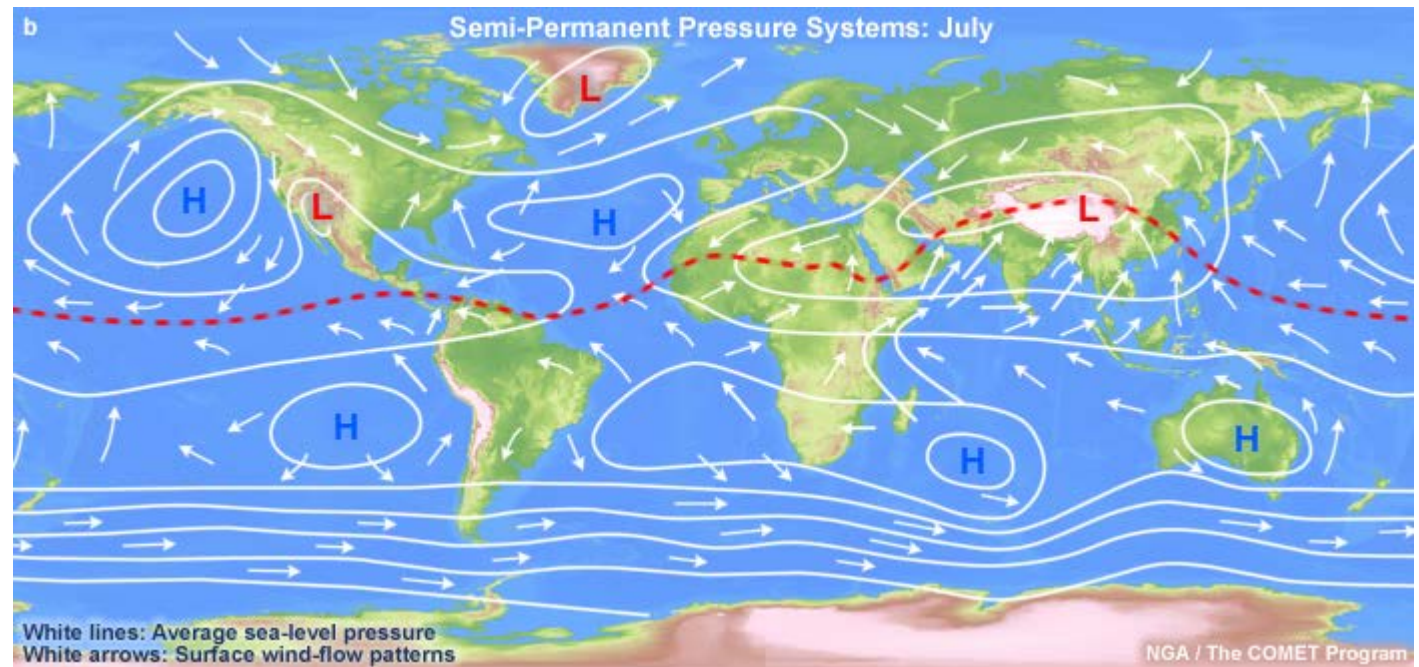 b
Semi-Permanent Pressure Systems: July
L
H
L
H
L
H
H
H
White lines: Average sea-level pressure
White arrows: Surface wind-flow patterns
NGA / The COMET Program